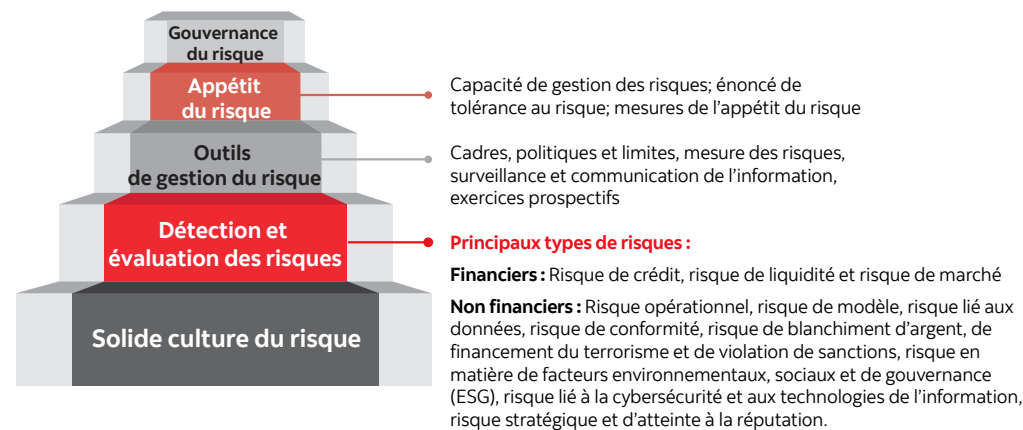 Gouvernance
du risque
Appétit
du risque
Capacité de gestion des risques; énoncé de
tolérance au risque; mesures de l’appétit du risque
Outils
de gestion du risque
Cadres, politiques et limites, mesure des risques,
surveillance et communication de l’information,
exercices prospectifs
Détection et
évaluation des risques
Principaux types de risques :
Financiers : Risque de crédit, risque de liquidité et risque de marché
Non financiers : Risque opérationnel, risque de modèle, risque lié aux
données, risque de conformité, risque de blanchiment d’argent, de
financement du terrorisme et de violation de sanctions, risque en
matière de facteurs environnementaux, sociaux et de gouvernance
(ESG), risque lié à la cybersécurité et aux technologies de l’information,
risque stratégique et d’atteinte à la réputation.
Solide culture du risque